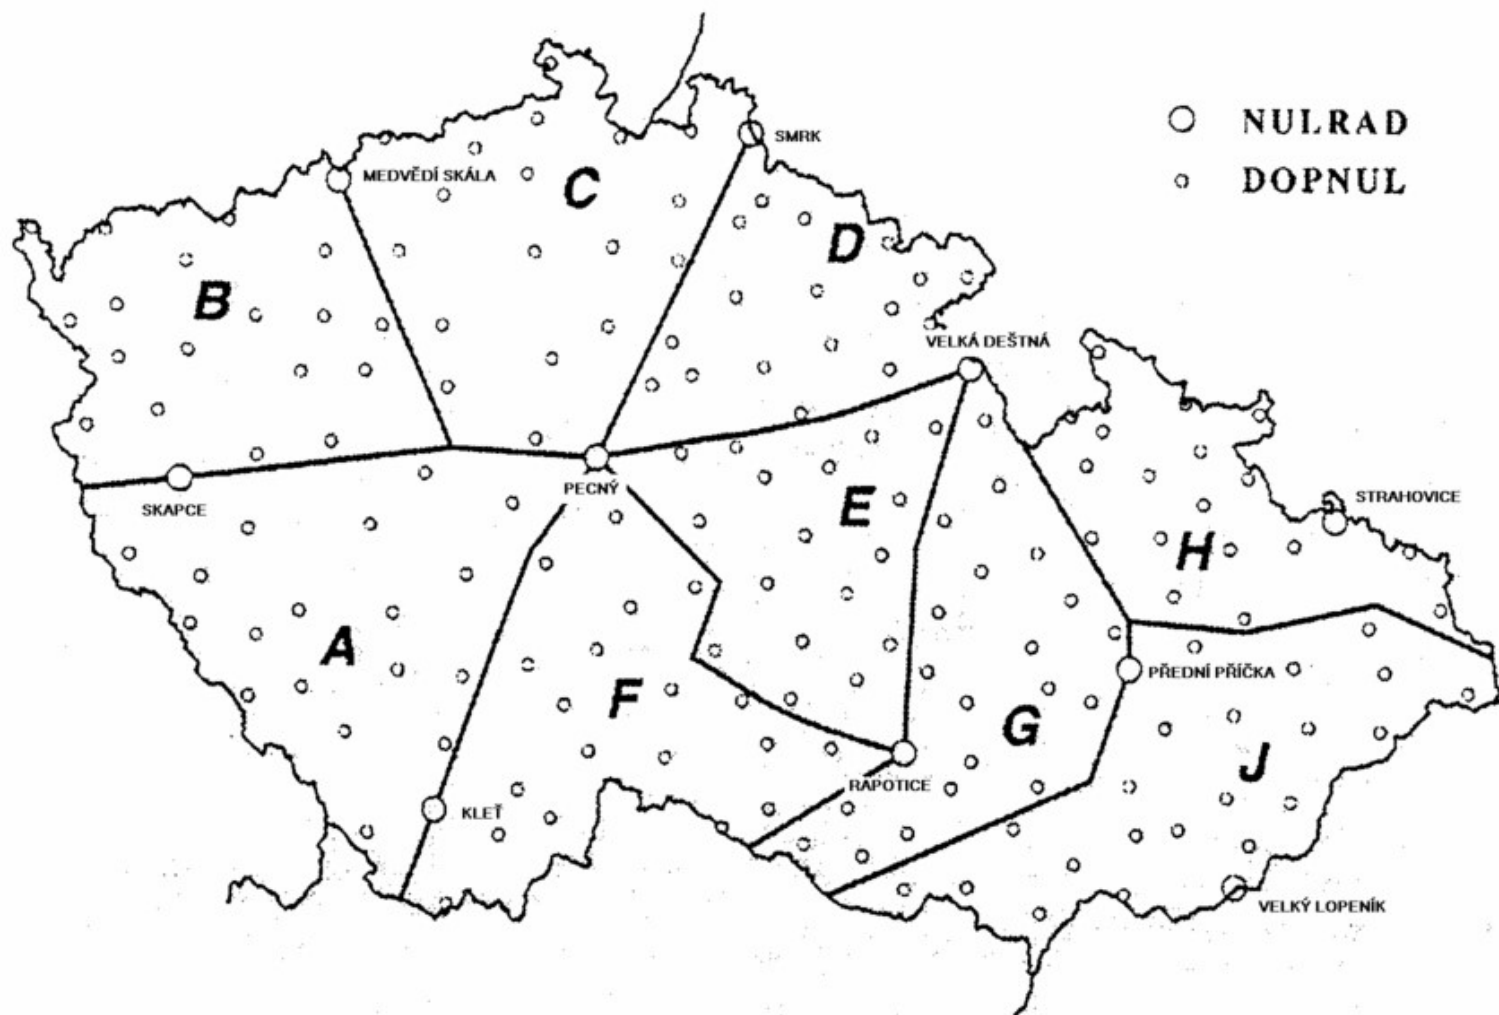 NULRAD
SMRK
MEDVĚDÍ SKÁLA
DOPNUL
C
D
B
VELKÁ DEŠTNÁ
PECNÝ
STRAHOVICE
SKAPCE
E
H
A
PŘEDNÍ PŘÍČKA
F
G
J
RAPOTICE
KLEŤ
VELKÝ LOPENÍK